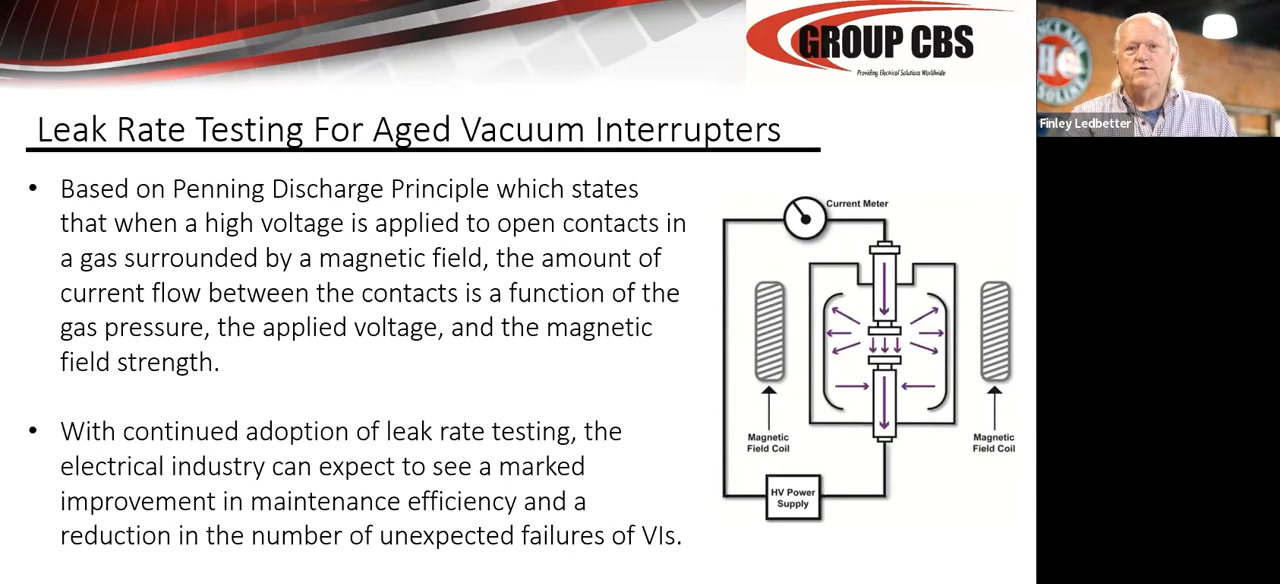 GROUP CBS
Providing Electrical Solutions Worldwide
Finley Ledbetter
Leak Rate Testing For Aged Vacuum Interrupters
• Based on Penning Discharge Principle which states
that when a high voltage is applied to open contacts in
a gas surrounded by a magnetic field, the amount of
current flow between the contacts is a function of the
gas pressure, the applied voltage, and the magnetic
field strength.
• With continued adoption of leak rate testing, the
electrical industry can expect to see a marked
improvement in maintenance efficiency and a
reduction in the number of unexpected failures of VIs.
Current Meter
Magnetic
Field Coil
Magnetic
Field Coil
HV Power
Supply